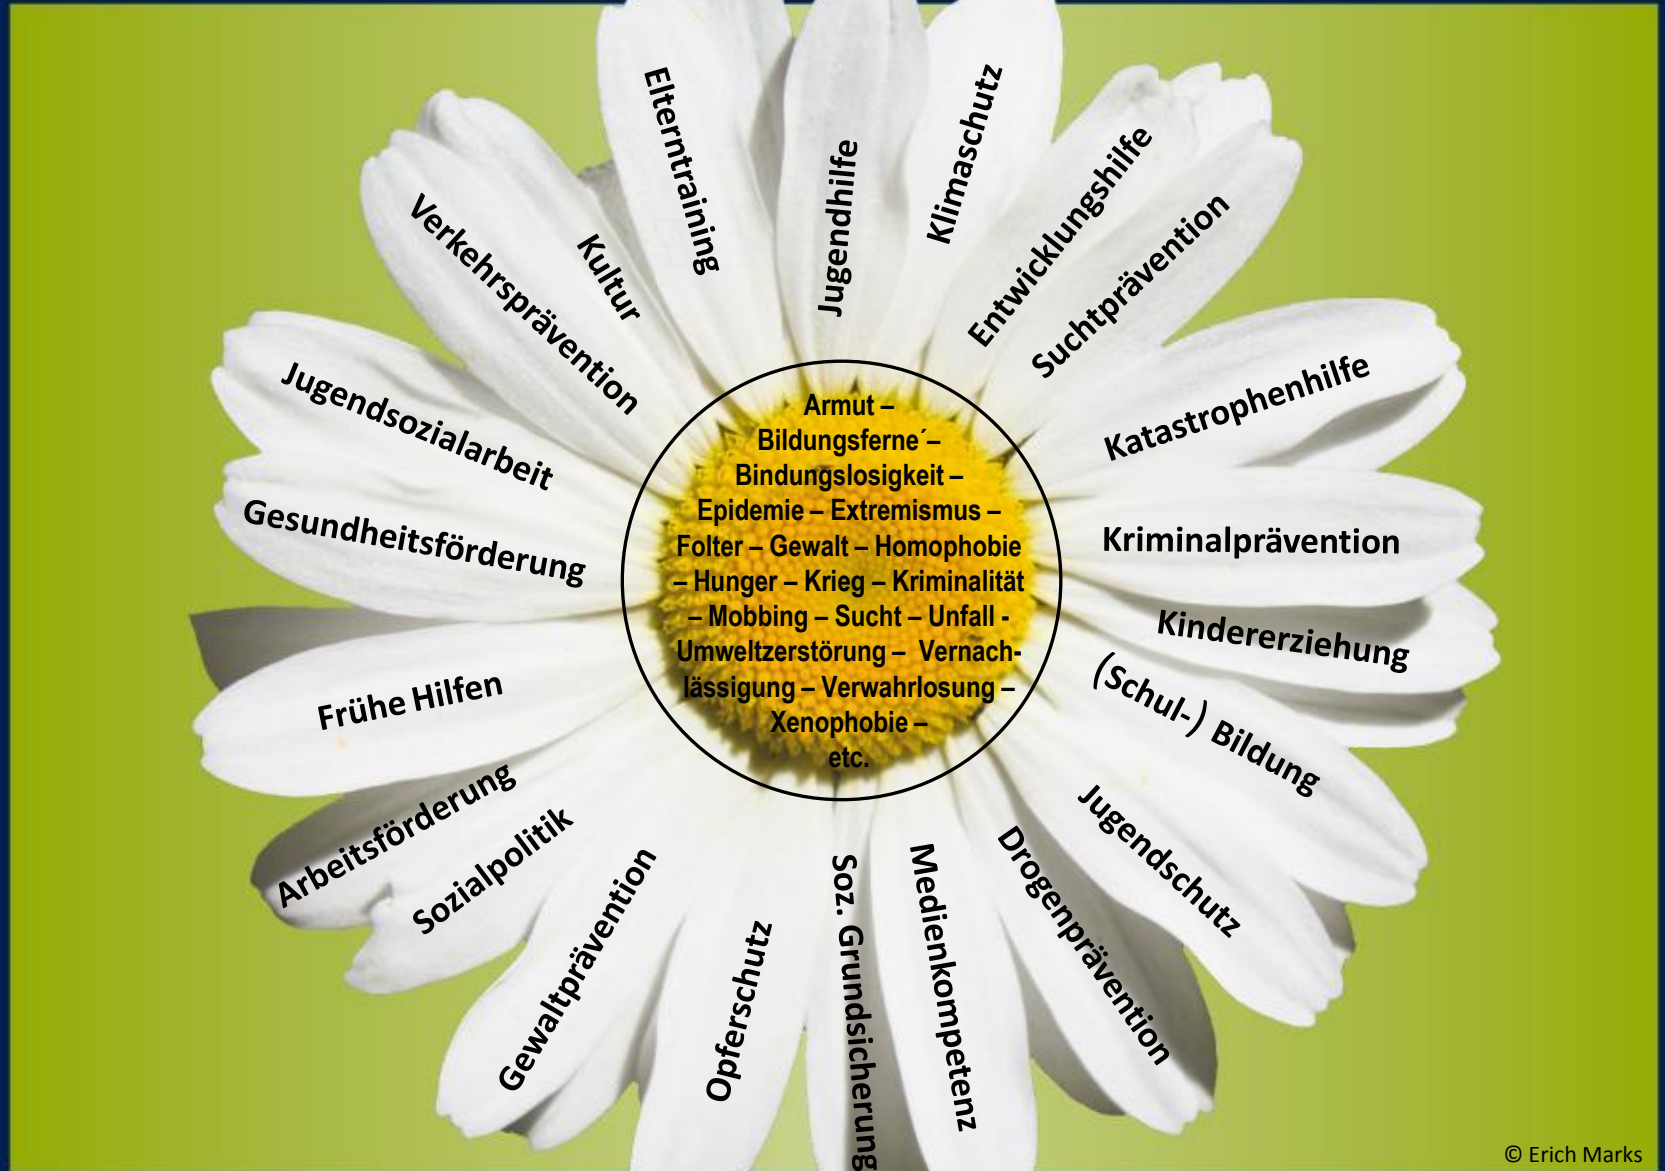 Elterntraining
Jugendhilfe
Klimaschutz
Entwicklungshilfe
Suchtprävention
Katastrophenhilfe
Kriminalprävention
Kindererziehung
(Schul-) Bildung
Jugendschutz
Drogenprävention
Medienkompetenz
Soz. Grundsicherung
Opferschutz
Gewaltprävention
Sozialpolitik
Arbeitsförderung
Frühe Hilfen
Gesundheitsförderung
Jugendsozialarbeit
Verkehrsprävention
Kultur
Armut –
Bildungsferne´–
Bindungslosigkeit –
Epidemie – Extremismus –
Folter – Gewalt – Homophobie
– Hunger – Krieg – Kriminalität
– Mobbing – Sucht – Unfall -
Umweltzerstörung – Vernach-
lässigung – Verwahrlosung –
Xenophobie –
etc.
© Erich Marks